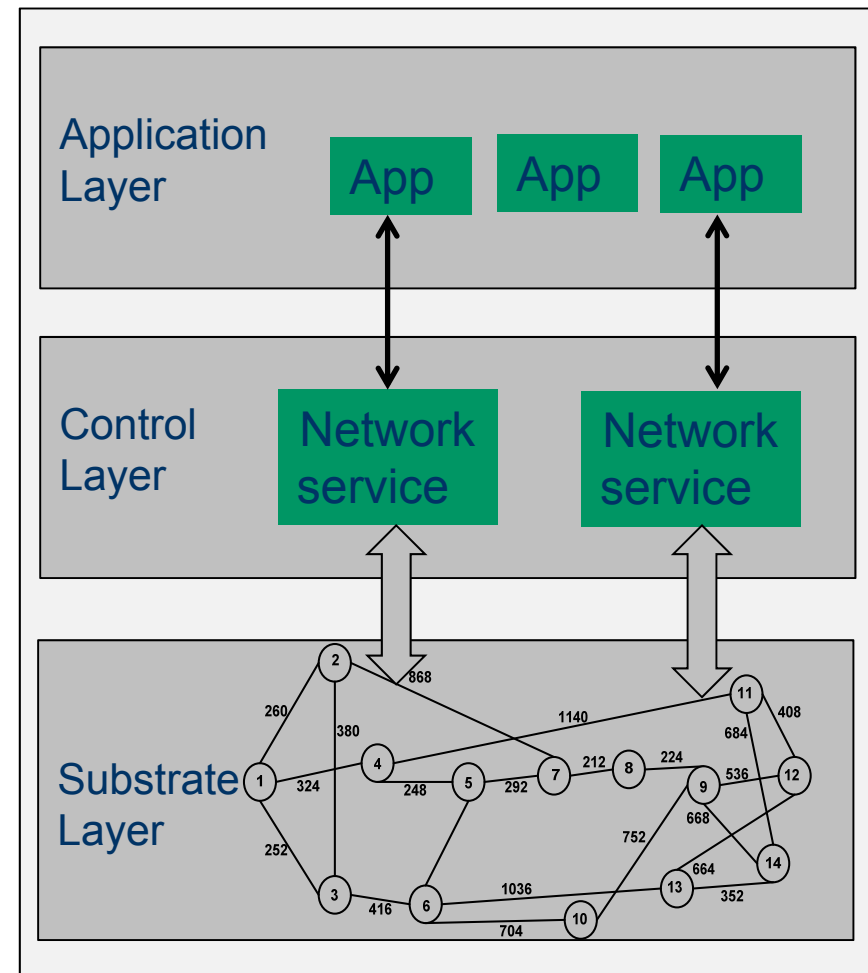 Application
Layer
App
App
App
Control
Layer
Network
service
Network
service
Substrate
Layer
2
868
11
260
1140
408
380
684
4
1
324
248
5
292
7
212
8
224
9
536
12
668
752
252
664
14
3
416
6
1036
13
352
704
10